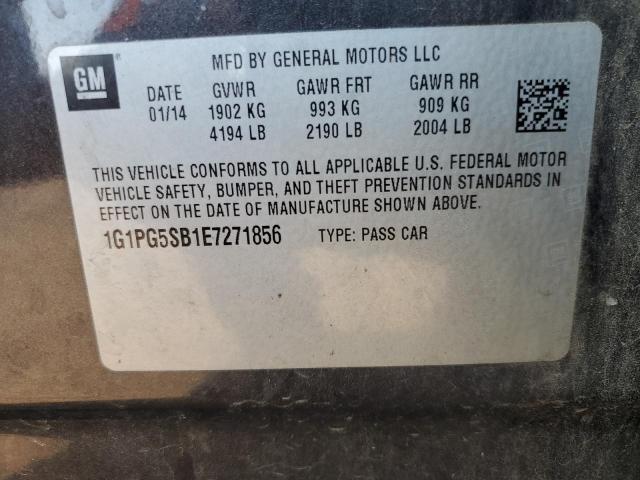 GM
MFD BY GENERAL MOTORS LLC
DATE GVWR GAWR FRT GAWR RR
01/14 1902 KG 993 KG 909 KG
4194 LB 2190 LB 2004 LB
THIS VEHICLE CONFORMS TO ALL APPLICABLE U.S. FEDERAL MOTOR
VEHICLE SAFETY, BUMPER, AND THEFT PREVENTION STANDARDS IN
EFFECT ON THE DATE OF MANUFACTURE SHOWN ABOVE.
1G1PG5SB1E7271856 TYPE: PASS CAR